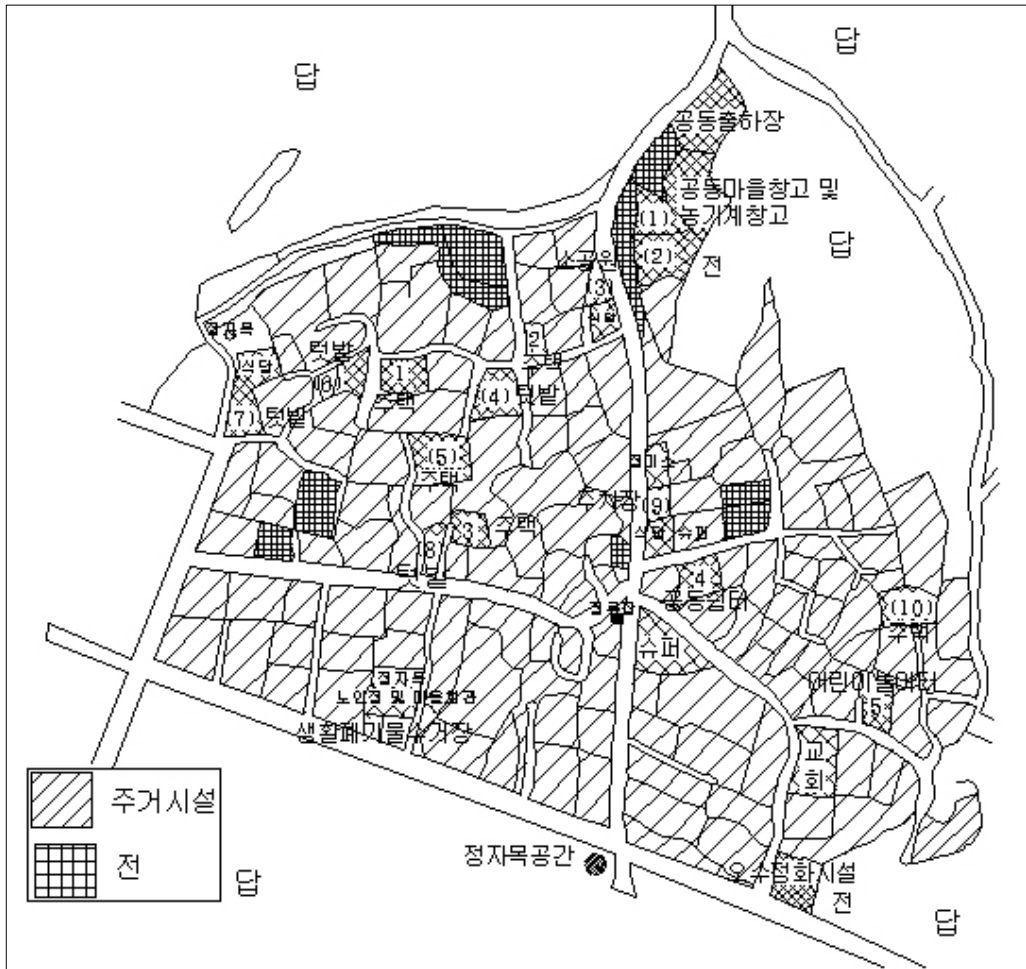 답
답
공동출하장
공동마을창고 및
농기계창고
(1)
답
(2)
전
소공원
3)
정자목
식당
텃밭
(6)
1
주택
2
주택
(4)
텃밭
7)
텃밭
(5)
주택
정미소
주차장
(9)
식당
슈퍼
8
3
주택
4
공동쉼터
슈퍼
(10)
주택
어린이놀이터
5
정자목
노인정 및 마을회관
생활폐기물수거장
교
회
주거시설
전
답
정자목공간
오수정화시설
전
답